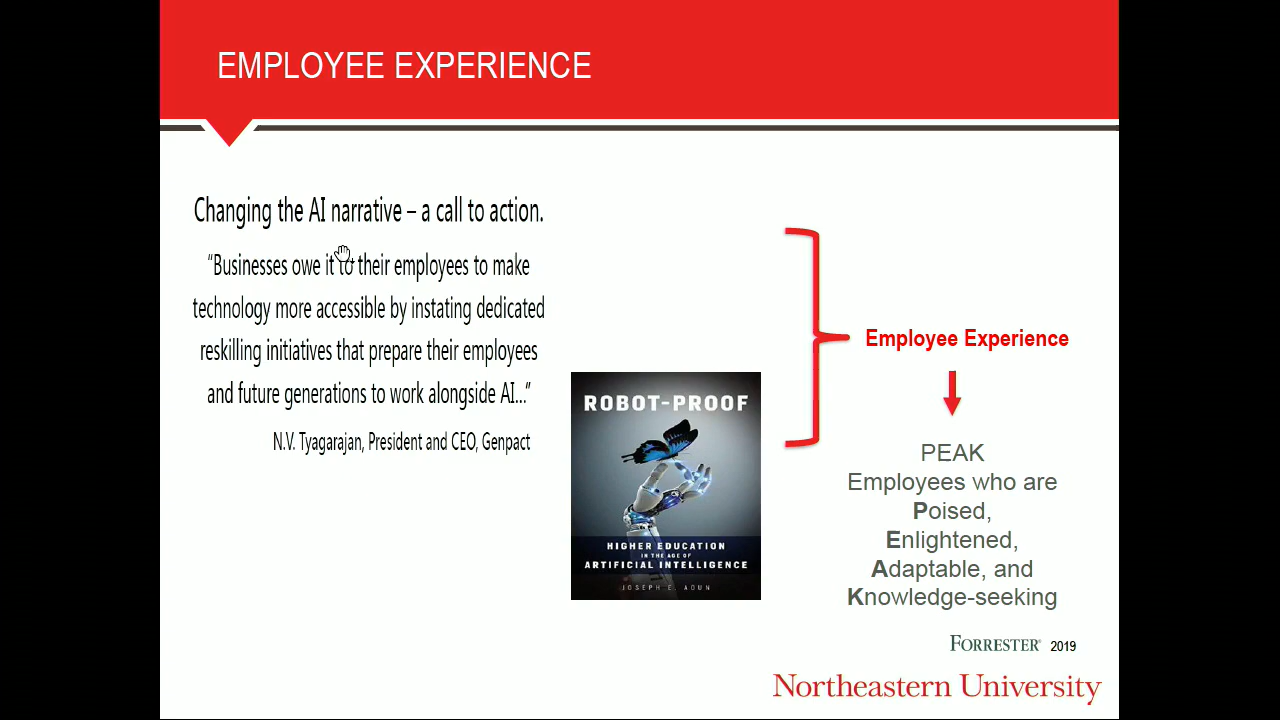 EMPLOYEE EXPERIENCE
Changing the AI narrative – a call to action.
“Businesses owe it to their employees to make
technology more accessible by instating dedicated
reskilling initiatives that prepare their employees
and future generations to work alongside AI...”
N.V. Tyagarajan, President and CEO, Genpact
ROBOT-PROOF
HIGHER EDUCATION
IN THE AGE OF
ARTIFICIAL INTELLIGENCE
JOSEPH E. AOUN
Employee Experience
PEAK
Employees who are
Poised,
Enlightened,
Adaptable, and
Knowledge-seeking
FORRESTER® 2019
Northeastern University